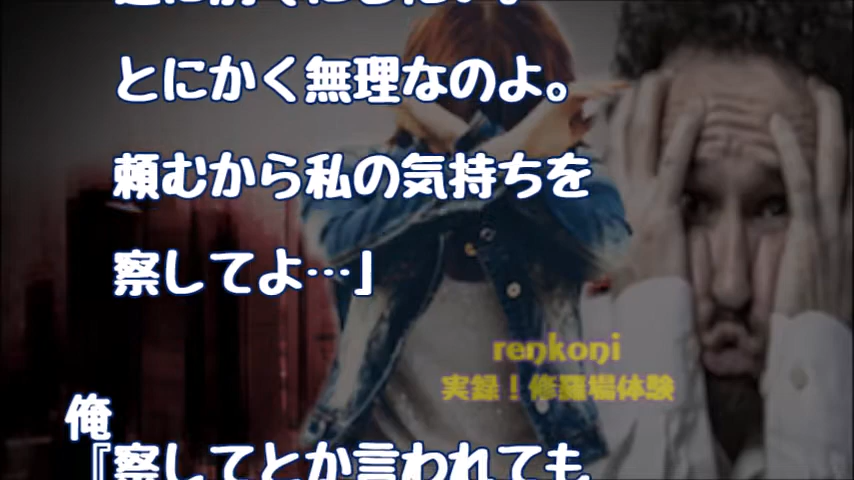 とにかく無理なのよ。
頼むから私の気持ちを
察してよ…」
renkoni
実録！修羅場体験
俺
『察してとか言われても